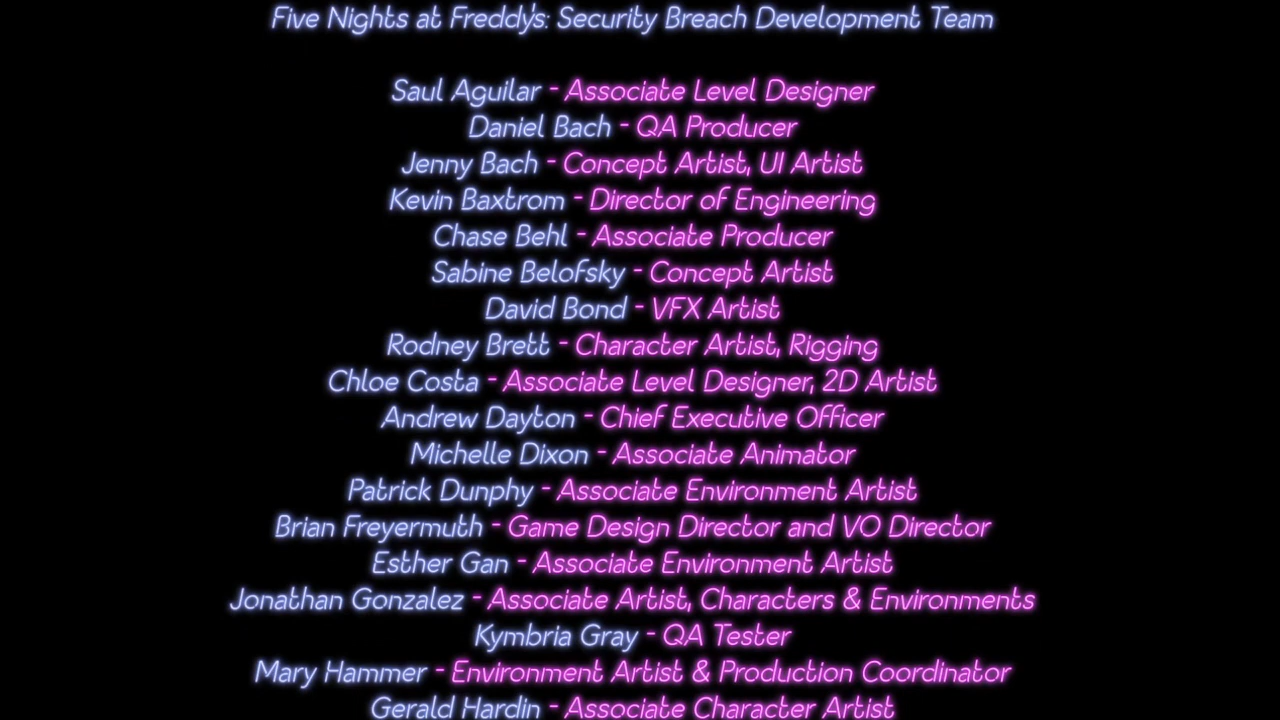 Five Nights at Freddy's: Security Breach Development Team
Saul Aguilar - Associate Level Designer
Daniel Bach - QA Producer
Jenny Bach - Concept Artist, UI Artist
Kevin Baxtrom - Director of Engineering
Chase Behl - Associate Producer
Sabine Belofsky - Concept Artist
David Bond - VFX Artist
Rodney Brett - Character Artist, Rigging
Chloe Costa - Associate Level Designer, 2D Artist
Andrew Dayton - Chief Executive Officer
Michelle Dixon - Associate Animator
Patrick Dunphy - Associate Environment Artist
Brian Freyermuth - Game Design Director and VO Director
Esther Gan - Associate Environment Artist
Jonathan Gonzalez - Associate Artist, Characters & Environments
Kymbria Gray - QA Tester
Mary Hammer - Environment Artist & Production Coordinator
Gerald Hardin - Associate Character Artist